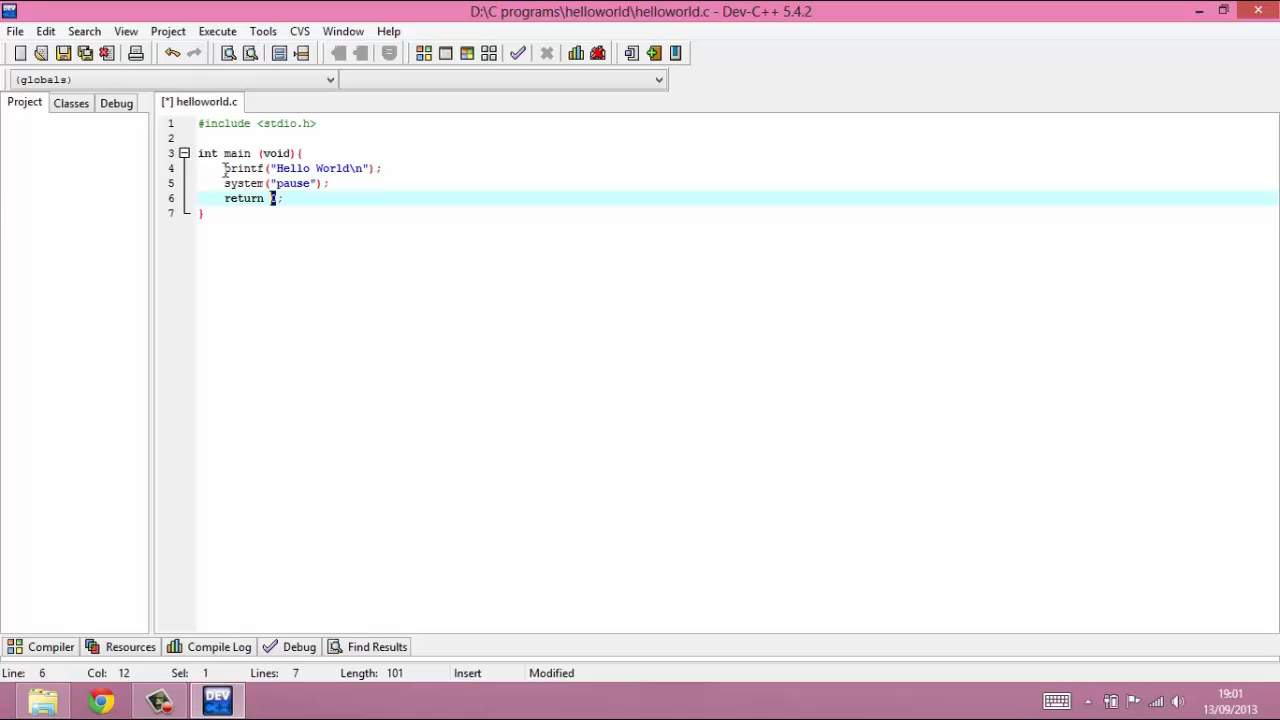 D:\C programs\helloworld\helloworld.c - Dev-C++ 5.4.2
File Edit Search View Project Execute Tools CVS Window Help
(globals)
Project Classes Debug [*] helloworld.c
1 #include <stdio.h>
2
3 int main (void){
4 printf("Hello World\n");
5 system("pause");
6 return 0;
7 }
Compiler Resources Compile Log Debug Find Results
Line: 6 Col: 12 Sel: 1 Lines: 7 Length: 101 Insert Modified
DEV
19:01
13/09/2013